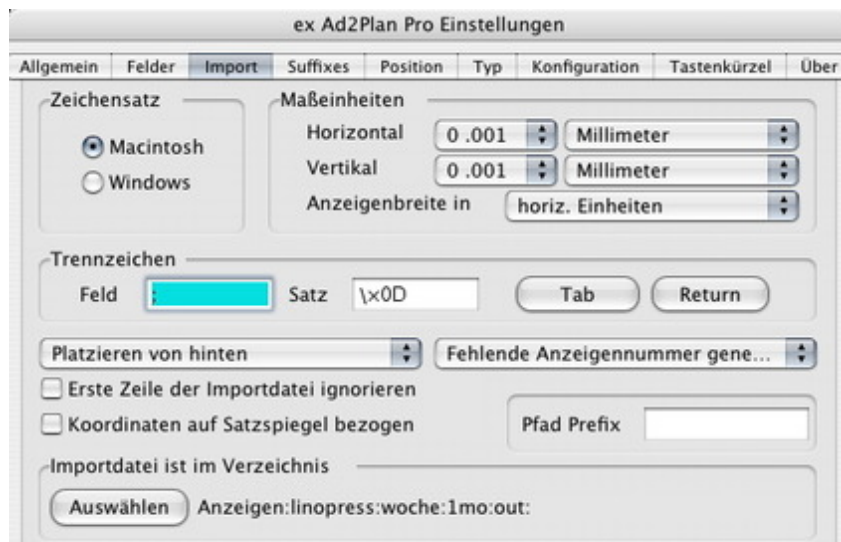 ex Ad2Plan Pro Einstellungen
Allgemein Felder Import Suffixes Position Typ Konfiguration Tastenkürzel Über
Zeichensatz
Macintosh
Windows
Maßeinheiten
Horizontal 0 .001 Millimeter
Vertikal 0 .001 Millimeter
Anzeigenbreite in horiz. Einheiten
Trennzeichen
Feld ; Satz \x0D Tab Return
Platzieren von hinten Fehlende Anzeigennummer gene...
Erste Zeile der Importdatei ignorieren
Koordinaten auf Satzspiegel bezogen
Pfad Prefix
Importdatei ist im Verzeichnis
Auswählen Anzeigen:linopress:woche:1mo:out: